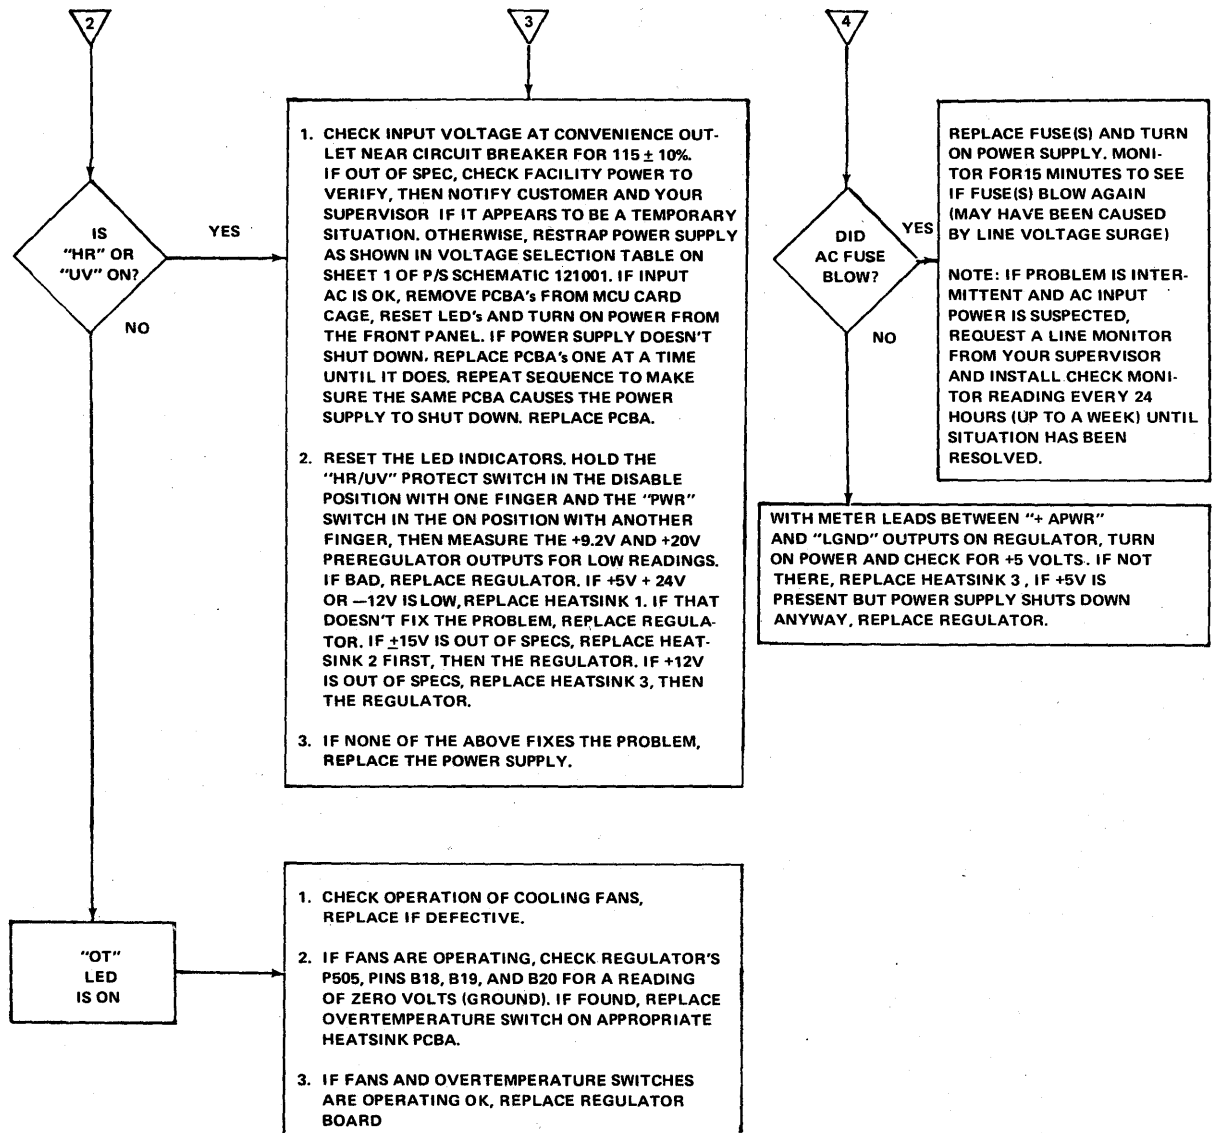 2
3
4
IS
"HR" OR
"UV" ON?
YES
NO
1. CHECK INPUT VOLTAGE AT CONVENIENCE OUT-
LET NEAR CIRCUIT BREAKER FOR 115 ± 10%.
IF OUT OF SPEC, CHECK FACILITY POWER TO
VERIFY, THEN NOTIFY CUSTOMER AND YOUR
SUPERVISOR IF IT APPEARS TO BE A TEMPORARY
SITUATION. OTHERWISE, RESTRAP POWER SUPPLY
AS SHOWN IN VOLTAGE SELECTION TABLE ON
SHEET 1 OF P/S SCHEMATIC 121001. IF INPUT
AC IS OK, REMOVE PCBA's FROM MCU CARD
CAGE, RESET LED's AND TURN ON POWER FROM
THE FRONT PANEL. IF POWER SUPPLY DOESN'T
SHUT DOWN. REPLACE PCBA's ONE AT A TIME
UNTIL IT DOES. REPEAT SEQUENCE TO MAKE
SURE THE SAME PCBA CAUSES THE POWER
SUPPLY TO SHUT DOWN. REPLACE PCBA.
2. RESET THE LED INDICATORS. HOLD THE
"HR/UV" PROTECT SWITCH IN THE DISABLE
POSITION WITH ONE FINGER AND THE "PWR"
SWITCH IN THE ON POSITION WITH ANOTHER
FINGER, THEN MEASURE THE +9.2V AND +20V
PREREGULATOR OUTPUTS FOR LOW READINGS.
IF BAD, REPLACE REGULATOR. IF +5V + 24V
OR —12V IS LOW, REPLACE HEATSINK 1. IF THAT
DOESN'T FIX THE PROBLEM, REPLACE REGULA-
TOR. IF ±15V IS OUT OF SPECS, REPLACE HEAT-
SINK 2 FIRST, THEN THE REGULATOR. IF +12V
IS OUT OF SPECS, REPLACE HEATSINK 3, THEN
THE REGULATOR.
3. IF NONE OF THE ABOVE FIXES THE PROBLEM,
REPLACE THE POWER SUPPLY.
DID
AC FUSE
BLOW?
YES
NO
REPLACE FUSE(S) AND TURN
ON POWER SUPPLY. MONI-
TOR FOR15 MINUTES TO SEE
IF FUSE(S) BLOW AGAIN
(MAY HAVE BEEN CAUSED
BY LINE VOLTAGE SURGE)
NOTE: IF PROBLEM IS INTER-
MITTENT AND AC INPUT
POWER IS SUSPECTED,
REQUEST A LINE MONITOR
FROM YOUR SUPERVISOR
AND INSTALL.CHECK MONI-
TOR READING EVERY 24
HOURS (UP TO A WEEK) UNTIL
SITUATION HAS BEEN
RESOLVED.
WITH METER LEADS BETWEEN "+ APWR"
AND "LGND" OUTPUTS ON REGULATOR, TURN
ON POWER AND CHECK FOR +5 VOLTS. IF NOT
THERE, REPLACE HEATSINK 3 , IF +5V IS
PRESENT BUT POWER SUPPLY SHUTS DOWN
ANYWAY, REPLACE REGULATOR.
"OT"
LED
IS ON
1. CHECK OPERATION OF COOLING FANS,
REPLACE IF DEFECTIVE.
2. IF FANS ARE OPERATING, CHECK REGULATOR'S
P505, PINS B18, B19, AND B20 FOR A READING
OF ZERO VOLTS (GROUND). IF FOUND, REPLACE
OVERTEMPERATURE SWITCH ON APPROPRIATE
HEATSINK PCBA.
3. IF FANS AND OVERTEMPERATURE SWITCHES
ARE OPERATING OK, REPLACE REGULATOR
BOARD